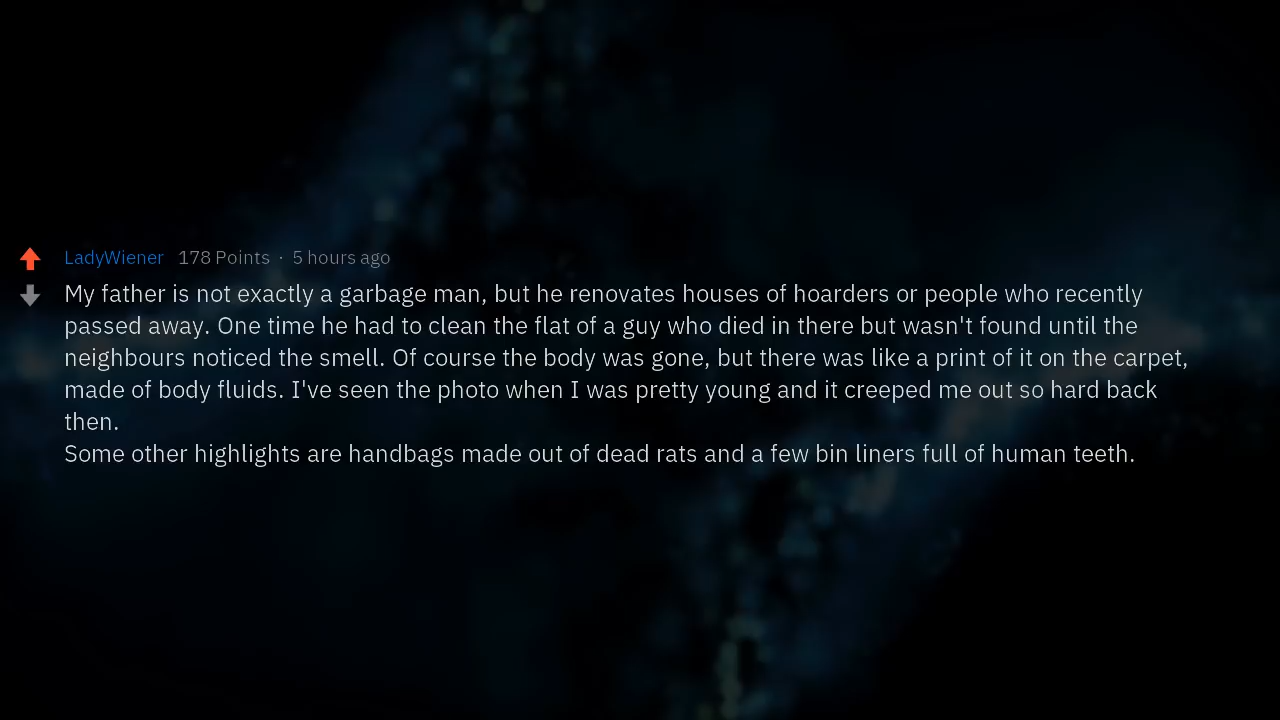 LadyWiener 178 Points · 5 hours ago
My father is not exactly a garbage man, but he renovates houses of hoarders or people who recently
passed away. One time he had to clean the flat of a guy who died in there but wasn't found until the
neighbours noticed the smell. Of course the body was gone, but there was like a print of it on the carpet,
made of body fluids. I've seen the photo when I was pretty young and it creeped me out so hard back
then.
Some other highlights are handbags made out of dead rats and a few bin liners full of human teeth.